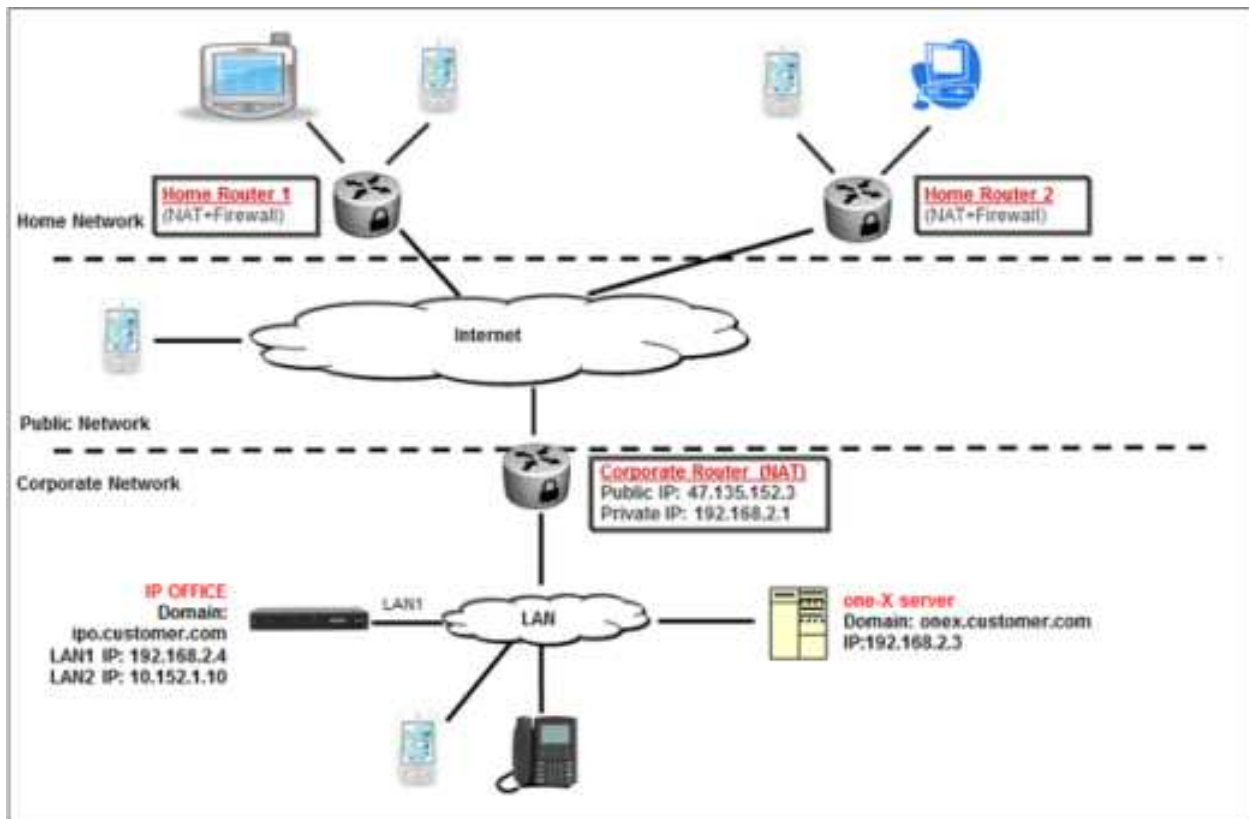 Home Router 1
(NAT+Firewall)
Home Router 2
(NAT+Firewall)
Home Network
Internet
Public Network
Corporate Network
Corporate Router (NAT)
Public IP: 47.135.152.3
Private IP: 192.168.2.1
IP OFFICE
Domain:
ipo.customer.com
LAN1 IP: 192.168.2.4
LAN2 IP: 10.152.1.10
LAN1
LAN
one-X server
Domain: onex.customer.com
IP:192.168.2.3